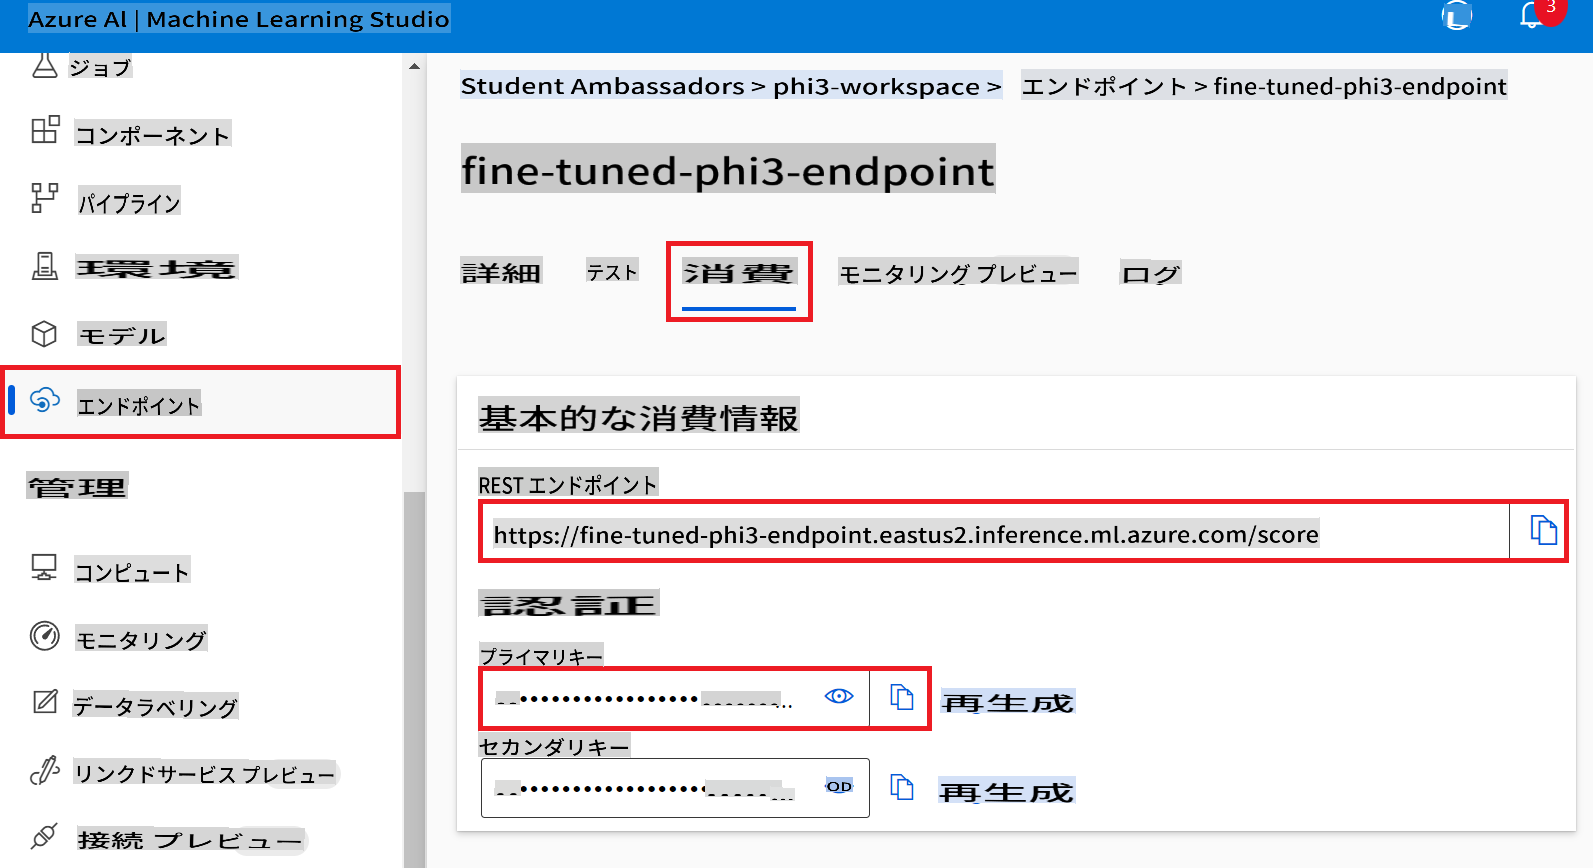 Azure AI | Machine Learning Studio
3
ジョブ
コンポーネント
パイプライン
環境
モデル
エンドポイント
管理
コンピュート
モニタリング
データラベリング
リンクドサービス プレビュー
接続 プレビュー
Student Ambassadors > phi3-workspace > エンドポイント > fine-tuned-phi3-endpoint
fine-tuned-phi3-endpoint
詳細 テスト 消費 モニタリング プレビュー ログ
基本的な消費情報
REST エンドポイント
https://fine-tuned-phi3-endpoint.eastus2.inference.ml.azure.com/score
認証
プライマリキー
再生成
セカンダリキー
OD
再生成